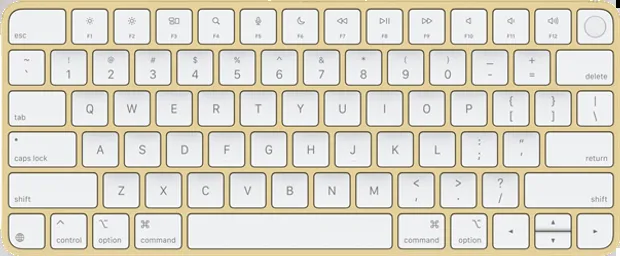 esc F1 F2 F3 F4 F5 F6 F7 F8 F9 F10 F11 F12
~ ! @ # $ % ^ & * ( ) _ +
` 1 2 3 4 5 6 7 8 9 0 - = delete
tab Q W E R T Y U I O P { } |
[ ] \
caps lock A S D F G H J K L : " return
; '
shift Z X C V B N M < > ? shift
, . /
^ ⌥ ⌘ ⌘ ⌥
control option command command option